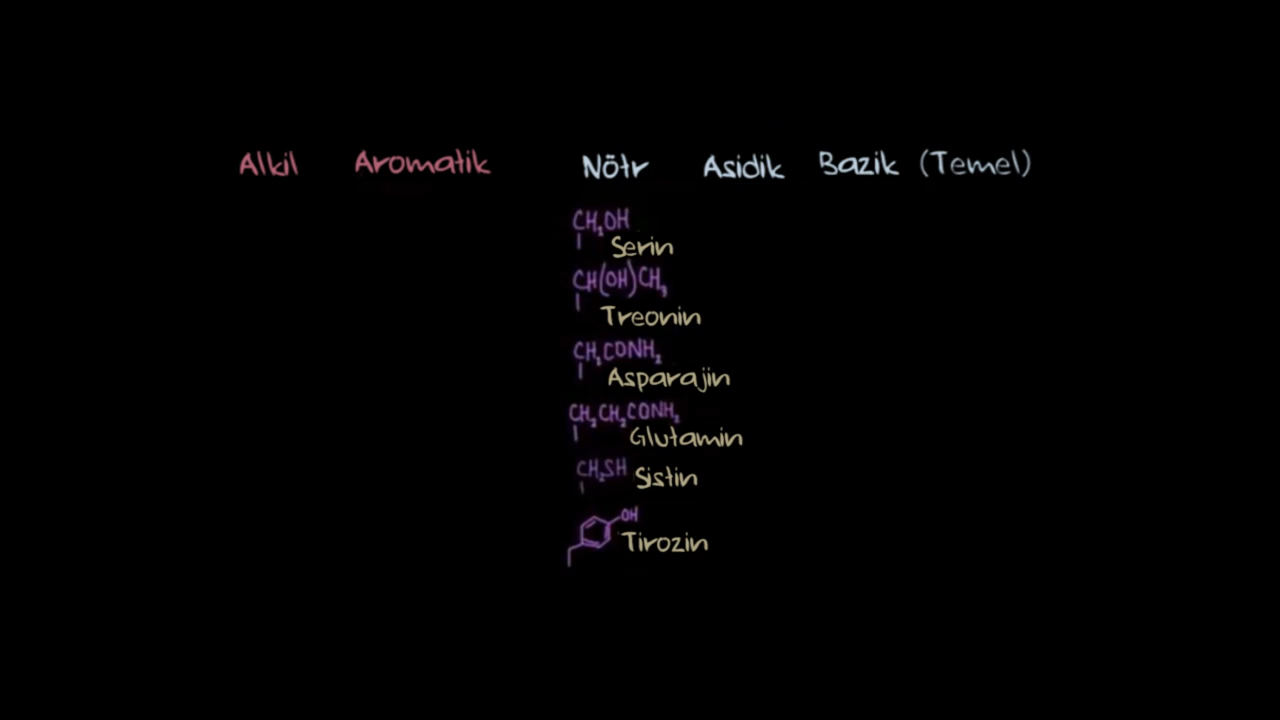 Alkil Aromatik Nötr Asidik Bazik (Temel)
CH₂OH
Serin
CH(OH)CH₃
Treonin
CH₂CONH₂
Asparajin
CH₂CH₂CONH₂
Glutamin
CH₂SH Sistin
OH
Tirozin